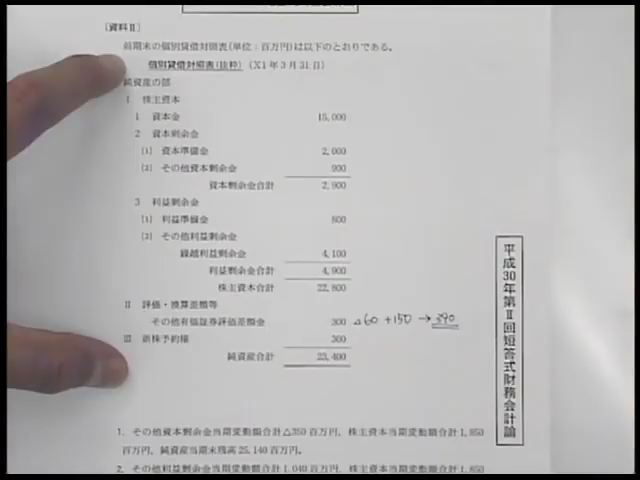 〔資料Ⅱ〕
前期末の個別貸借対照表(単位：百万円)は以下のとおりである。
個別貸借対照表(抜粋) (X1年3月31日)
純資産の部
Ⅰ 株主資本
1 資本金 15,000
2 資本剰余金
(1) 資本準備金 2,000
(2) その他資本剰余金 900
資本剰余金合計 2,900
3 利益剰余金
(1) 利益準備金 800
(2) その他利益剰余金
繰越利益剰余金 4,100
利益剰余金合計 4,900
株主資本合計 22,800
Ⅱ 評価・換算差額等
その他有価証券評価差額金 300 △60 +150 → 390
Ⅲ 新株予約権 300
純資産合計 23,400
1. その他資本剰余金当期変動額合計△350百万円、株主資本当期変動額合計1,850
百万円、純資産当期末残高25,140百万円。
2. その他利益剰余金当期変動額合計1,040百万円、株主資本当期変動額合計1,850
平成30年第Ⅱ回短答式財務会計論